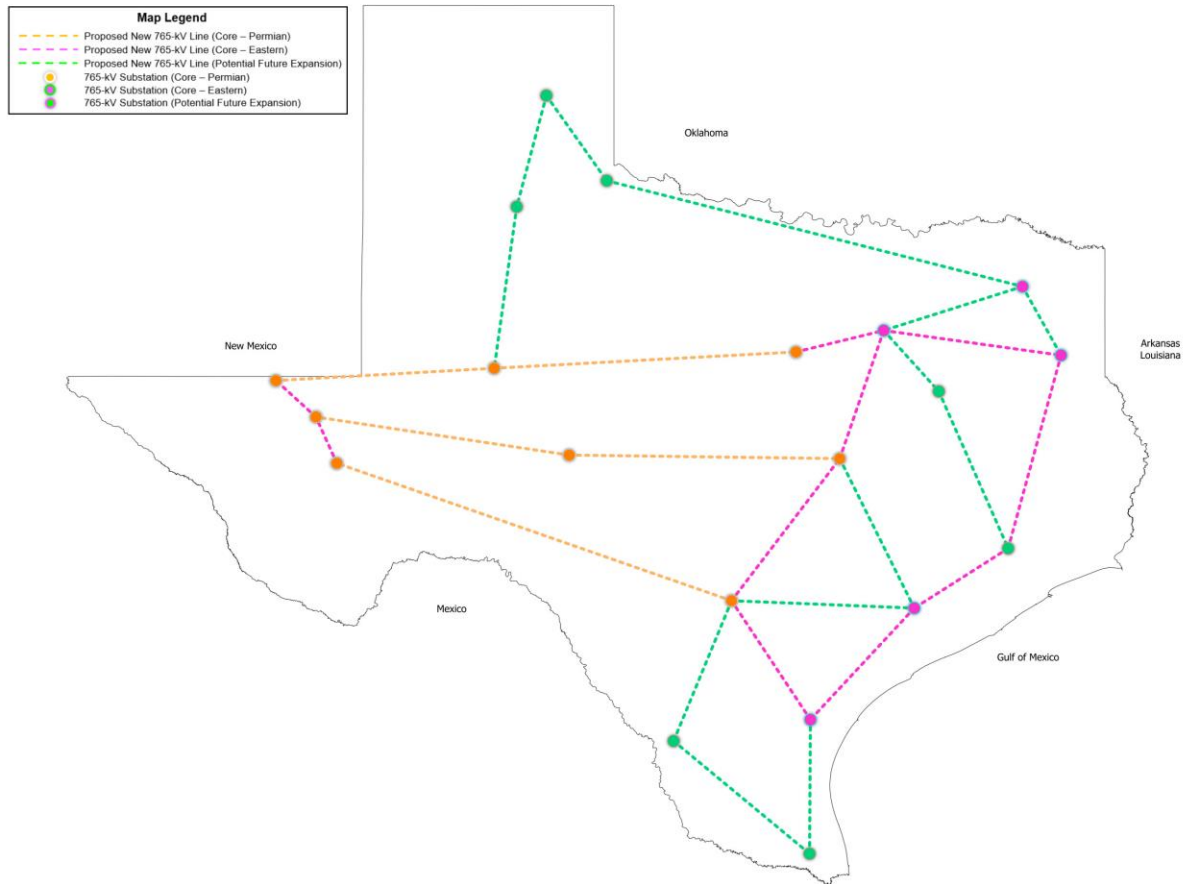 Map Legend
Proposed New 765-kV Line (Core – Permian)
Proposed New 765-kV Line (Core – Eastern)
Proposed New 765-kV Line (Potential Future Expansion)
765-kV Substation (Core – Permian)
765-kV Substation (Core – Eastern)
765-kV Substation (Potential Future Expansion)
Oklahoma
New Mexico
Arkansas
Louisiana
Mexico
Gulf of Mexico